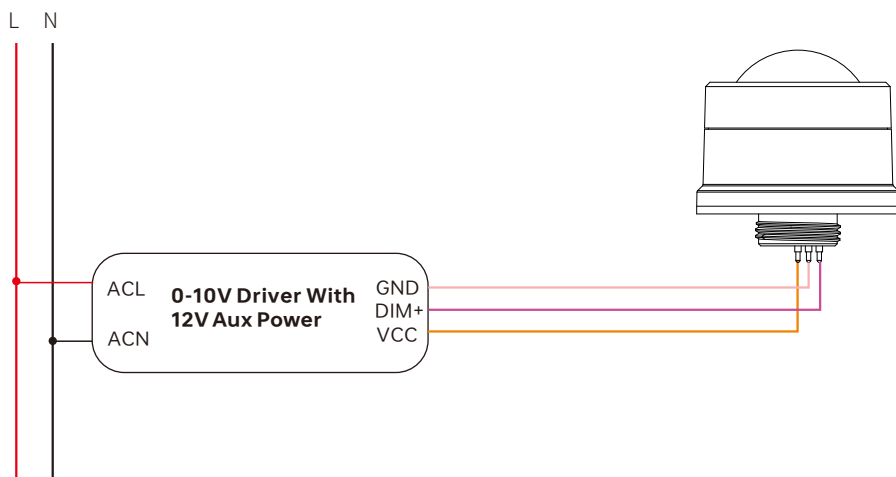 L N
ACL
ACN
0-10V Driver With
12V Aux Power
GND
DIM+
VCC